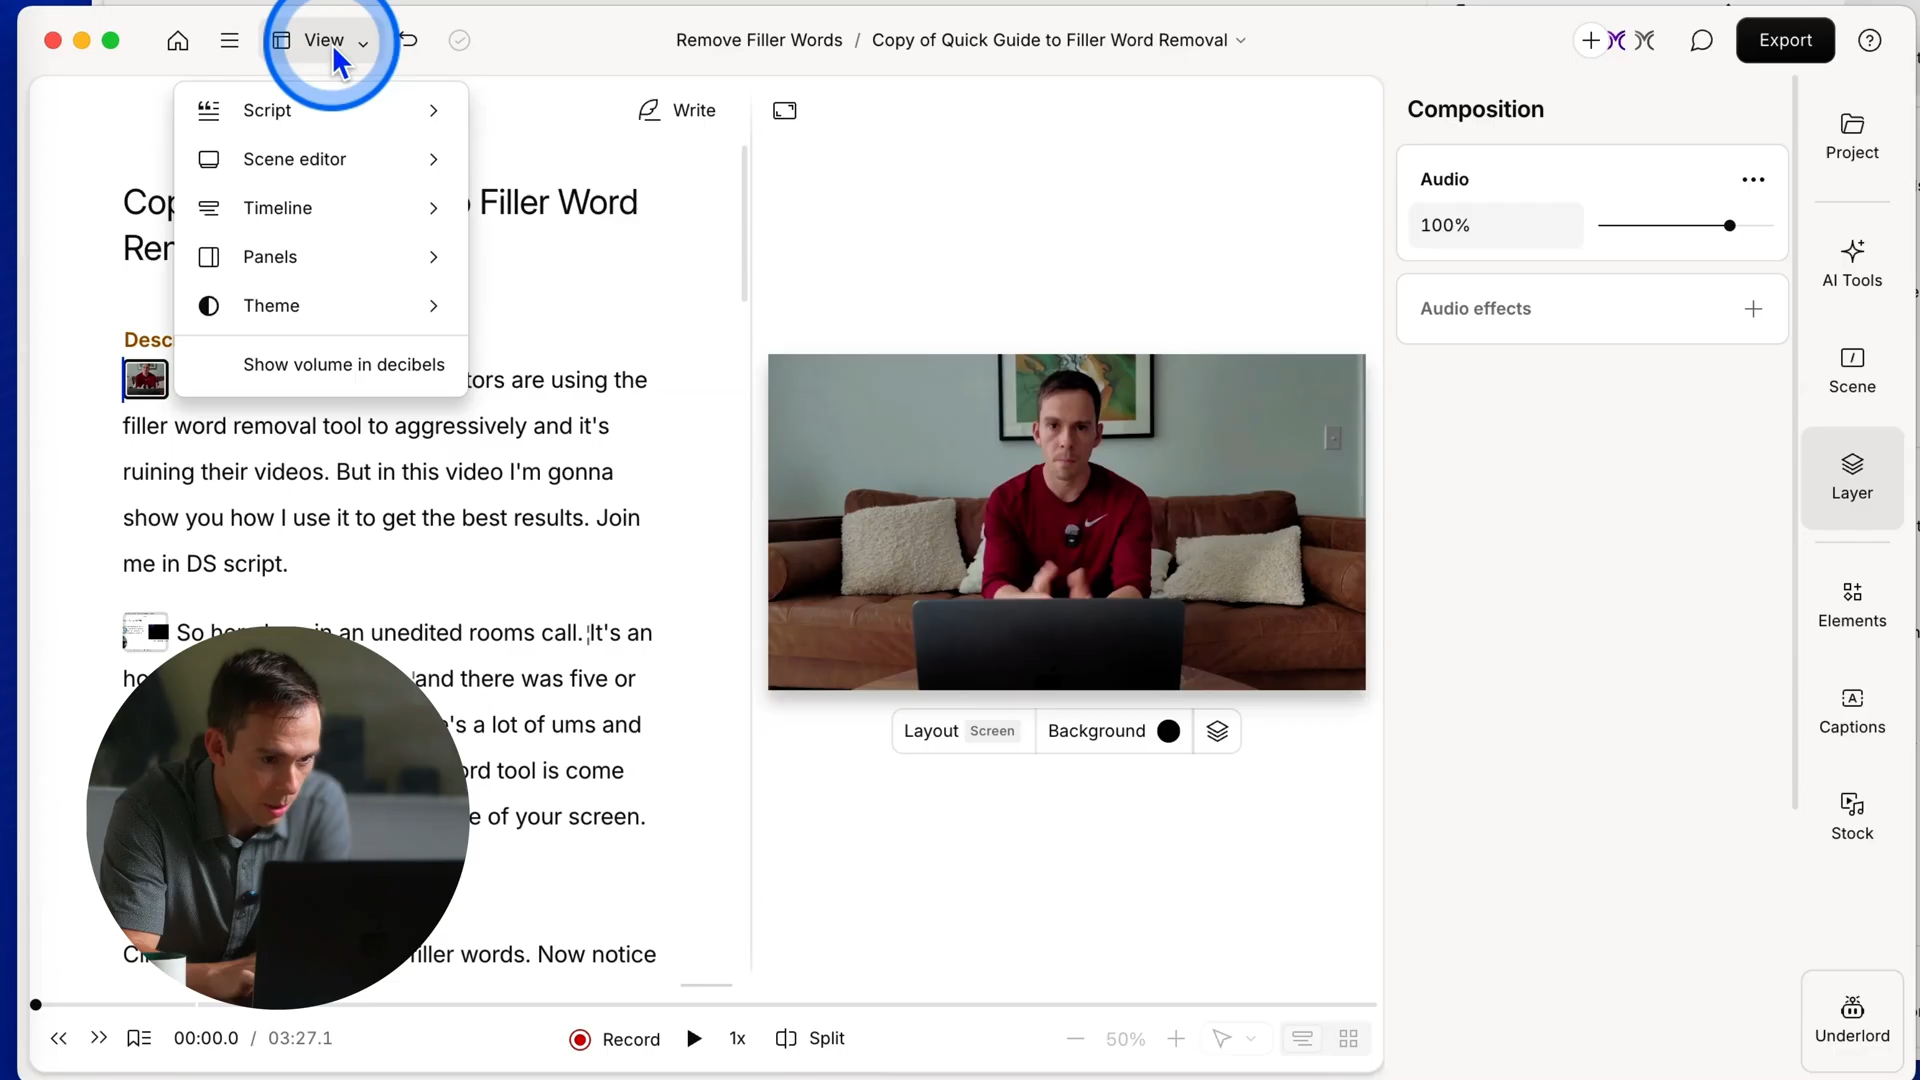 View
Remove Filler Words / Copy of Quick Guide to Filler Word Removal
Export
Script
Scene editor
Timeline
Panels
Theme
Show volume in decibels
Write
Cop
Filler Word
Rem
Desc
tors are using the
filler word removal tool to aggressively and it's
ruining their videos. But in this video I'm gonna
show you how I use it to get the best results. Join
me in DS script.
So in an unedited rooms call. It's an
ho and there was five or
's a lot of ums and
ord tool is come
e of your screen.
filler words. Now notice
Layout Screen
Background
Composition
Audio
100%
Audio effects
Project
AI Tools
Scene
Layer
Elements
Captions
Stock
Underlord
00:00.0 / 03:27.1
Record
1x
Split
50%